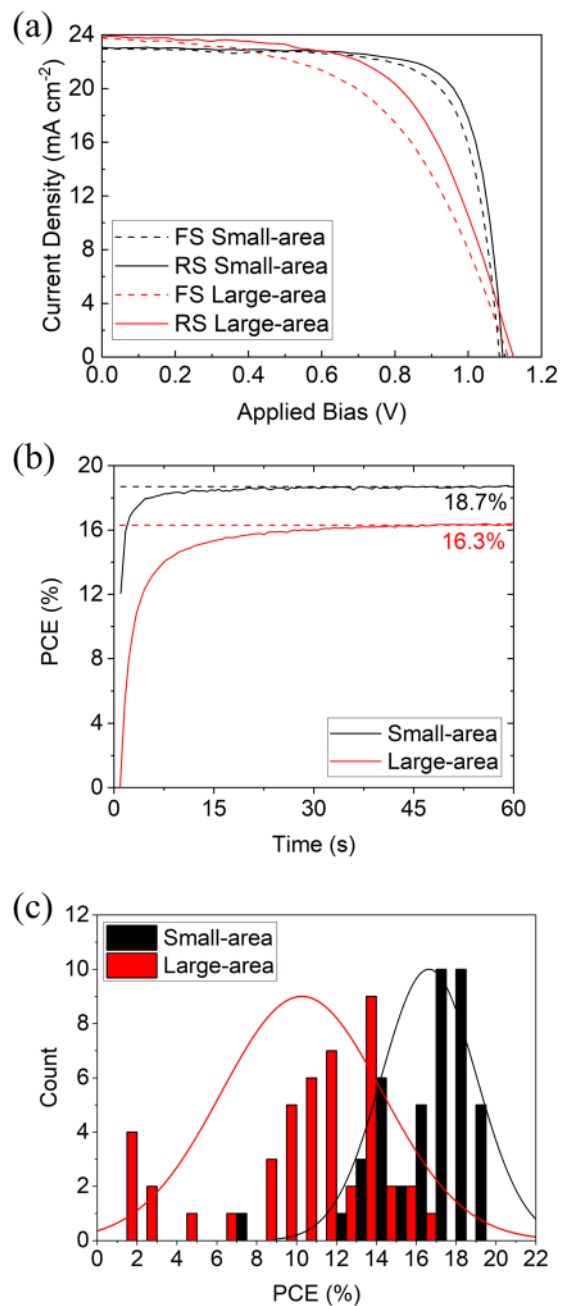 (a)
24
20
16
12
8
4
0
Current Density (mA cm⁻²)
FS Small-area
RS Small-area
FS Large-area
RS Large-area
0.0 0.2 0.4 0.6 0.8 1.0 1.2
Applied Bias (V)
(b)
20
16
12
8
4
0
PCE (%)
18.7%
16.3%
Small-area
Large-area
0 15 30 45 60
Time (s)
(c)
12
10
8
6
4
2
0
Count
Small-area
Large-area
0 2 4 6 8 10 12 14 16 18 20 22
PCE (%)